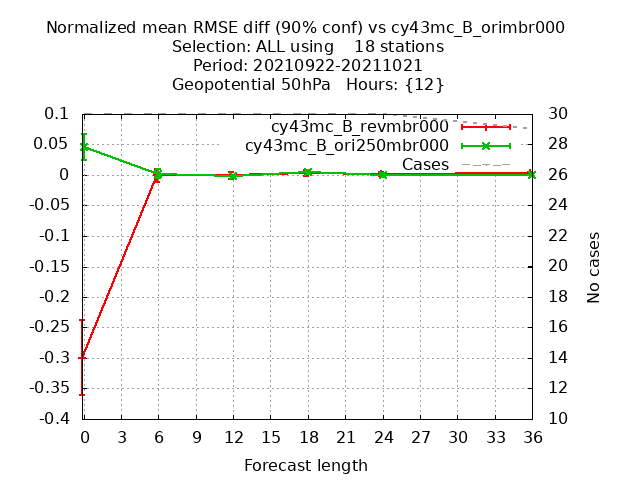 Normalized mean RMSE diff (90% conf) vs cy43mc_B_orimbr000
Selection: ALL using    18 stations
Period: 20210922-20211021
Geopotential 50hPa   Hours: {12}
cy43mc_B_revmbr000
cy43mc_B_ori250mbr000
Cases
0.1
0.05
0
-0.05
-0.1
-0.15
-0.2
-0.25
-0.3
-0.35
-0.4
30
28
26
24
22
20
18
16
14
12
10
No cases
0 3 6 9 12 15 18 21 24 27 30 33 36
Forecast length